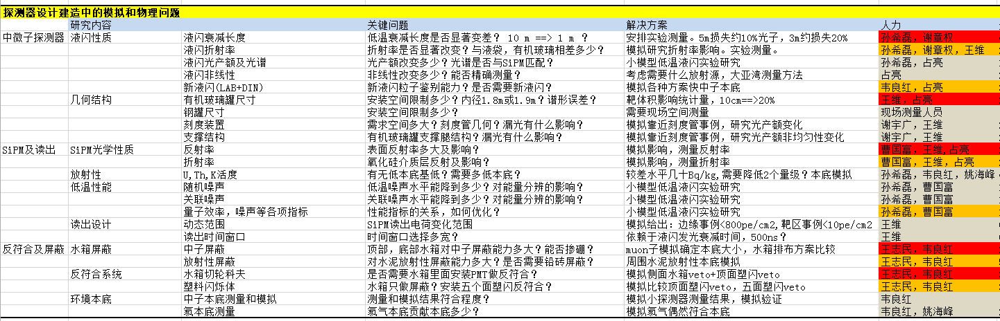 探测器设计建造中的模拟和物理问题
研究内容 关键问题 解决方案 人力
中微子探测器 液闪性质 液闪衰减长度 低温衰减长度是否显著变差? 10 m ==> 1 m ? 安排实验测量。5m损失约10%光子，3m约损失20% 孙希磊，谢章权
液闪折射率 折射率是否显著改变？与液袋，有机玻璃相差多少？ 模拟研究折射率影响。实验测量。 孙希磊，谢章权，王维
液闪光产额及光谱 光产额改变多少？光谱是否与SiPM匹配？ 小模型低温液闪实验研究 孙希磊，占亮
液闪非线性 非线性改变多少？能否精确测量？ 考虑需要什么放射源，大亚湾测量方法 占亮
新液闪(LAB+DIN) 新液闪粒子鉴别能力？是否需要新液闪？ 模拟各种方案快中子本底 韦良红，占亮
几何结构 有机玻璃罐尺寸 安装空间限制多少？内径1.8m或1.9m？谱形误差？ 靶体积影响统计量，10cm==>20% 王维，占亮
钢罐尺寸 安装空间限制多少？ 需要现场空间测量 现场测量人员
刻度装置 需求空间多大？刻度管几何？漏光有什么影响？ 模拟靠近刻度管事例，研究光产额变化 谢宇广，王维
支撑结构 有机玻璃罐支撑腿结构？漏光有什么影响？ 模拟靠近刻度管事例，研究光产额非均匀性变化 谢宇广，王维
SiPM及读出 SiPM光学性质 反射率 表面反射率多大及影响？ 模拟影响，测量反射率 曹国富，王维,占亮
折射率 氧化硅介质层反射及影响？ 模拟影响，测量折射率 曹国富，王维，占亮
放射性 U,Th,K活度 有无低本底基低？需要多低本底？ 较差水平几十Bq/kg,需要降低2个量级？本底模拟 孙希磊，韦良红，姚海峰
低温性能 随机噪声 低温噪声水平能降到多少？对能量分辨的影响？ 小模型低温液闪实验研究 孙希磊，曹国富
关联噪声 关联噪声水平能降到多少？对能量分辨的影响？ 小模型低温液闪实验研究 孙希磊，曹国富
量子效率，噪声等各项指标 性能指标的关系，如何优化？ 小模型低温液闪实验研究 孙希磊，曹国富
读出设计 动态范围 SiPM读出电荷变化范围 模拟给出：边缘事例<800pe/cm2,靶区事例<10pe/cm2 王维
读出时间窗口 时间窗口选择多宽？ 依赖于液闪发光衰减时间，500ns？ 王维
反符合及屏蔽 水箱屏蔽 中子屏蔽 顶部，底部水箱对中子屏蔽能力多大？能否掺硼？ muon子模拟确定本底大小，水箱排布方案比较 王志民，韦良红
放射性屏蔽 对水泥放射性屏蔽能力多大？是否需要铅砖屏蔽？ 周围水泥放射性本底模拟 王志民，韦良红
反符合系统 水箱切轮科夫 是否需要水箱里面安装PMT做反符合？ 模拟侧面水箱veto+顶面塑闪veto 王志民，韦良红
塑料闪烁体 水箱只做屏蔽？安装五个面塑闪反符合？ 模拟比较顶面塑闪veto，五面塑闪veto 王志民，韦良红
环境本底 中子本底测量和模拟 测量和模拟结果符合程度？ 模拟小探测器测量结果，模拟验证 韦良红
氡本底测量 氡气本底贡献本底多少？ 模拟氡气偶然符合本底 韦良红，姚海峰